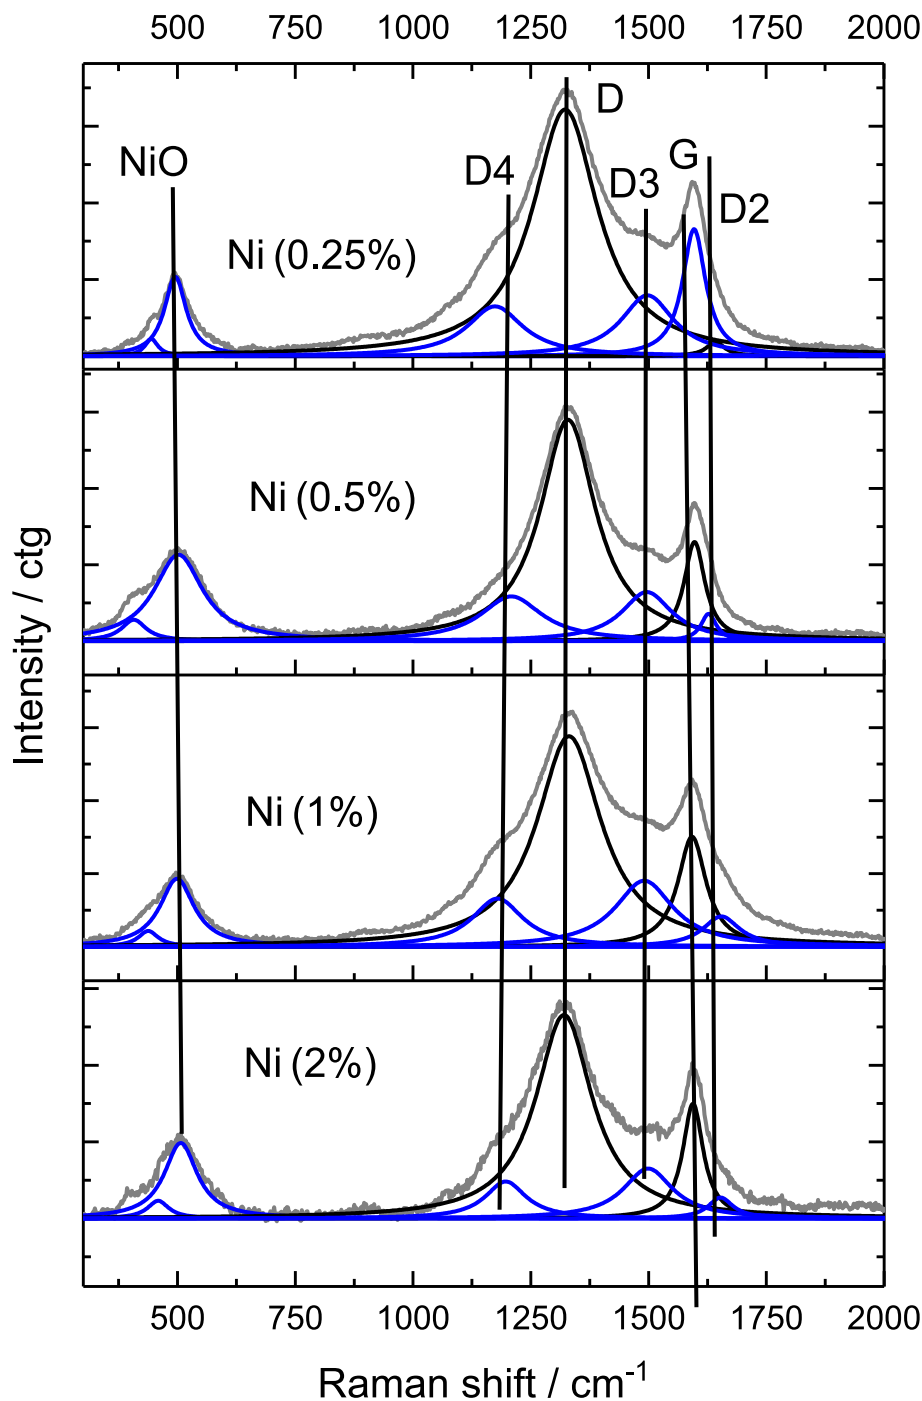 500 750 1000 1250 1500 1750 2000
D
G
NiO
D4
D3
D2
Ni (0.25%)
Ni (0.5%)
Intensity / ctg
Ni (1%)
Ni (2%)
500 750 1000 1250 1500 1750 2000
Raman shift / cm⁻¹